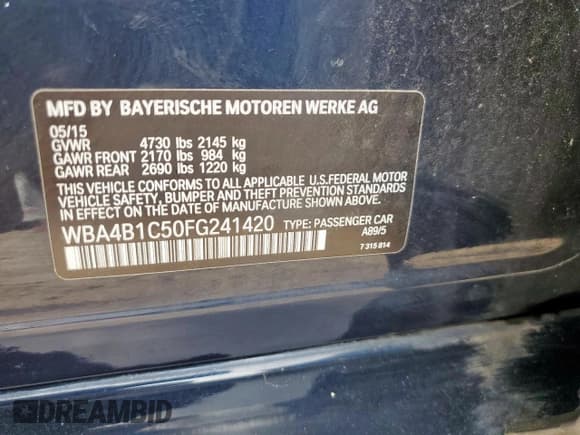 MFD BY BAYERISCHE MOTOREN WERKE AG
05/15
GVWR 4730 lbs 2145 kg
GAWR FRONT 2170 lbs 984 kg
GAWR REAR 2690 lbs 1220 kg
THIS VEHICLE CONFORMS TO ALL APPLICABLE U.S.FEDERAL MOTOR
VEHICLE SAFETY, BUMPER AND THEFT PREVENTION STANDARDS
IN EFFECT ON THE DATE OF MANUFACTURE SHOWN ABOVE.
WBA4B1C50FG241420 TYPE: PASSENGER CAR
A89/5
7 315 814
DREAMBID